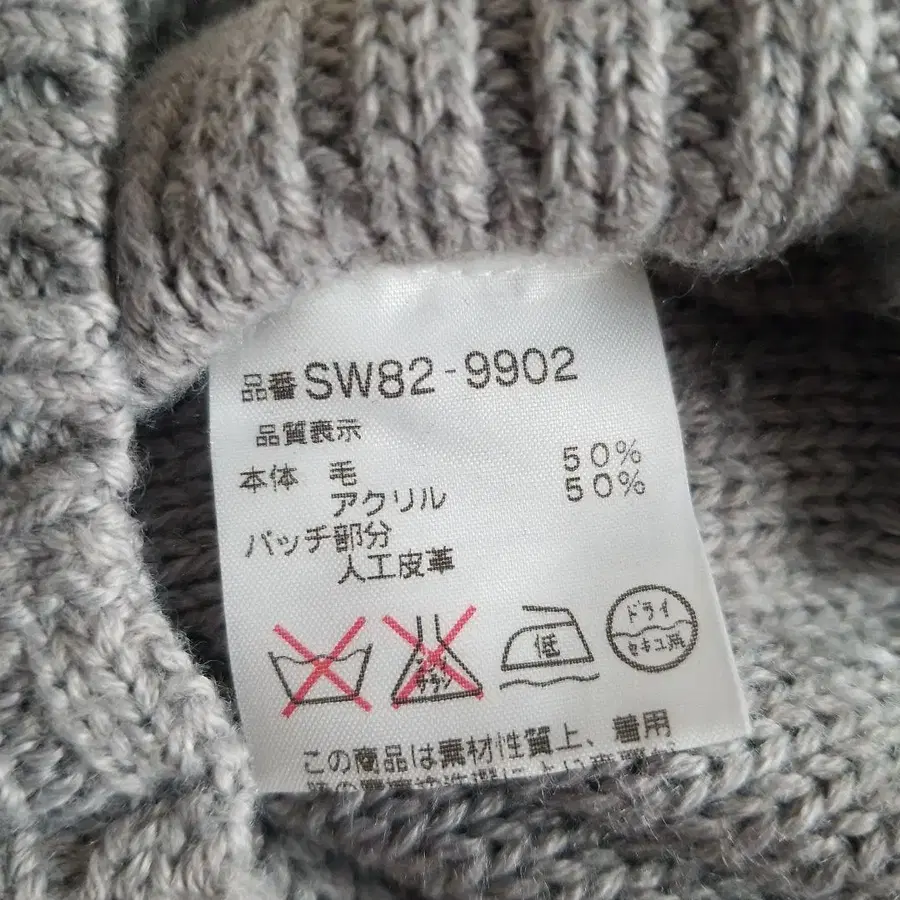 品番 SW82-9902
品質表示
本体 毛 50%
アクリル 50%
パッチ部分
人工皮革
低
ドライ
セキユ系
この商品は素材性質上、着用